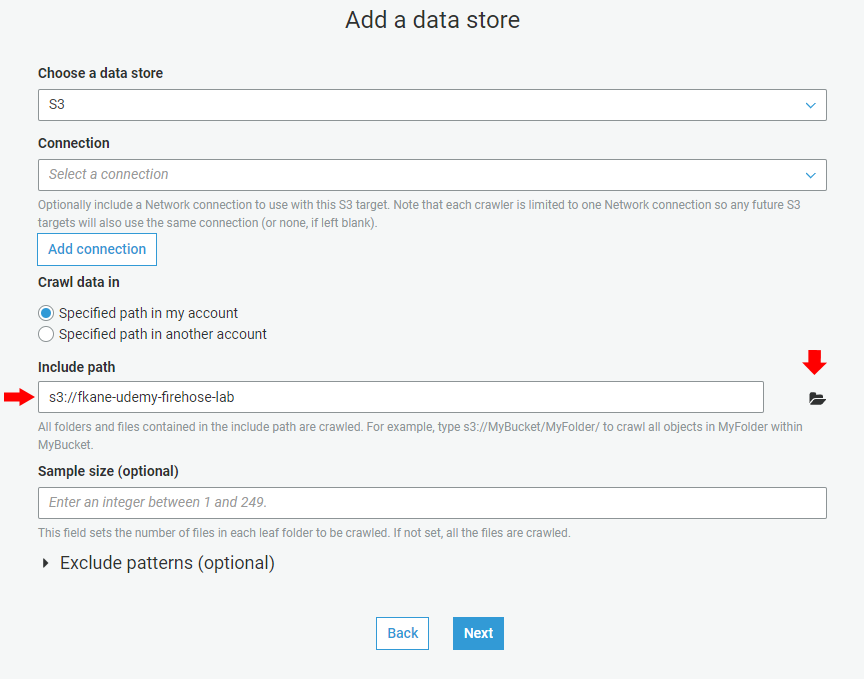 Add a data store
Choose a data store
S3
Connection
Select a connection
Optionally include a Network connection to use with this S3 target. Note that each crawler is limited to one Network connection so any future S3
targets will also use the same connection (or none, if left blank).
Add connection
Crawl data in
Specified path in my account
Specified path in another account
Include path
s3://fkane-udemy-firehose-lab
All folders and files contained in the include path are crawled. For example, type s3://MyBucket/MyFolder/ to crawl all objects in MyFolder within
MyBucket.
Sample size (optional)
Enter an integer between 1 and 249.
This field sets the number of files in each leaf folder to be crawled. If not set, all the files are crawled.
Exclude patterns (optional)
Back Next